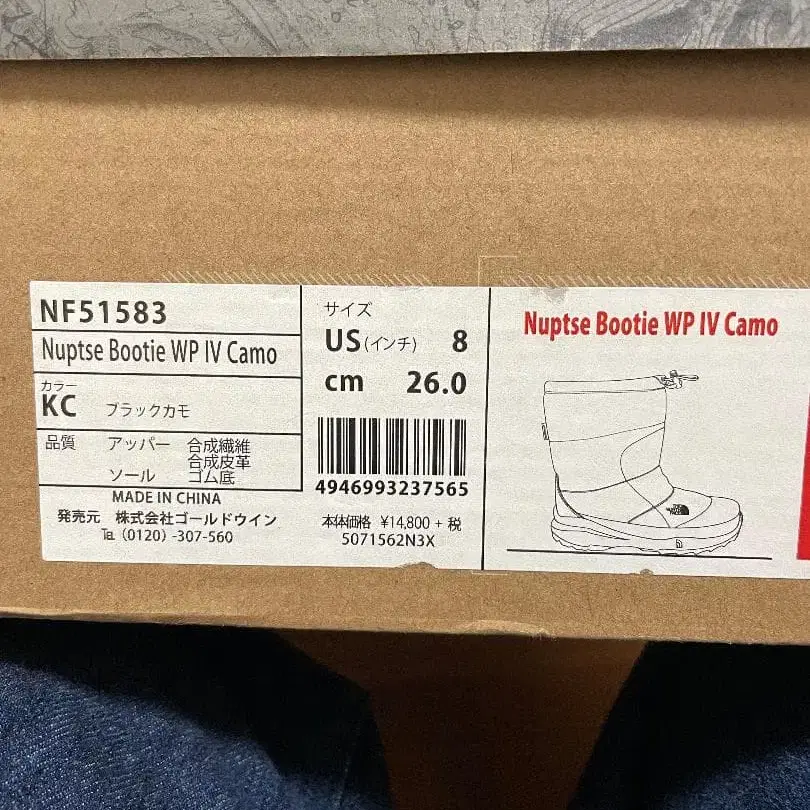 NF51583
Nuptse Bootie WP IV Camo
カラー
KC ブラックカモ
品質 アッパー 合成繊維
合成皮革
ソール ゴム底
MADE IN CHINA
発売元 株式会社ゴールドウイン
℡ (0120) -307-560
サイズ
US (インチ) 8
cm 26.0
4946993237565
本体価格 ¥14,800 + 税
5071562N3X
Nuptse Bootie WP IV Camo